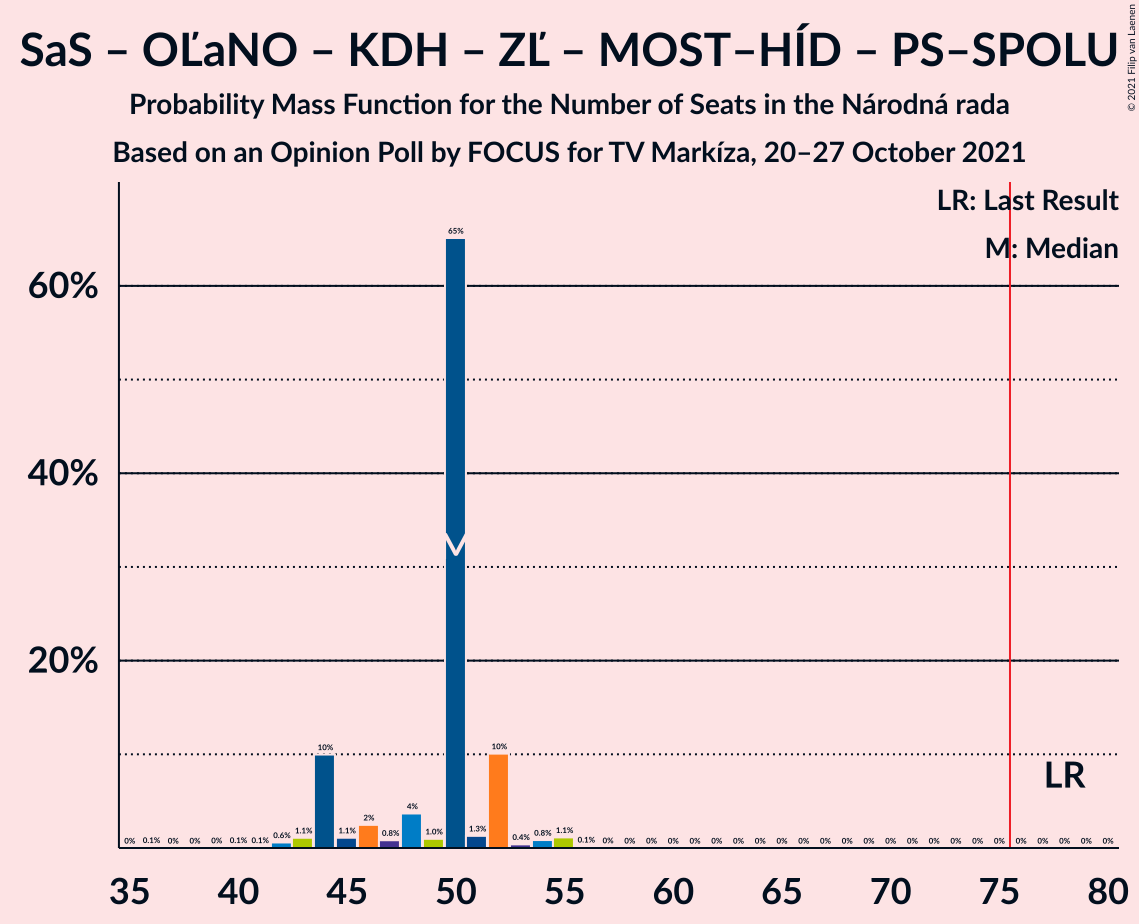 SaS – OĽaNO – KDH – ZĽ – MOST–HÍD – PS–SPOLU
Probability Mass Function for the Number of Seats in the Národná rada
Based on an Opinion Poll by FOCUS for TV Markíza, 20–27 October 2021
© 2021 Filip van Laenen
LR: Last Result
M: Median
60%
40%
20%
65%
10% 10%
4%
2%
0% 0.1% 0% 0% 0% 0.1% 0.1% 0.6% 1.1% 1.1% 0.8% 1.0% 1.3% 0.4% 0.8% 1.1% 0.1% 0% 0% 0% 0% 0% 0% 0% 0% 0% 0% 0% 0% 0% 0% 0% 0% 0% 0% 0% 0% 0% 0% 0% 0%
LR
35 40 45 50 55 60 65 70 75 80